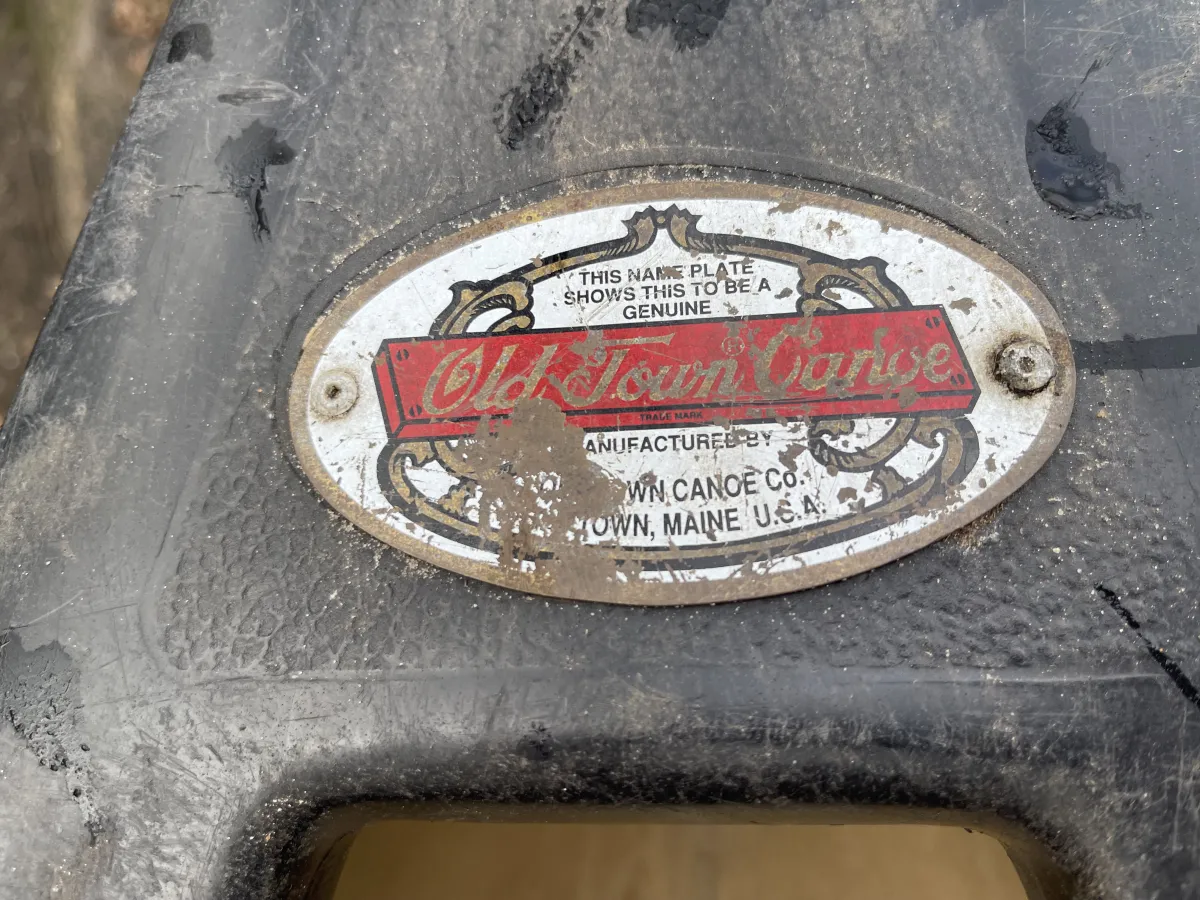 THIS NAME PLATE
SHOWS THIS TO BE A
GENUINE
Old Town® Canoe
TRADE MARK
ANUFACTURED BY
WN CANOE Co.
TOWN, MAINE U.S.A.